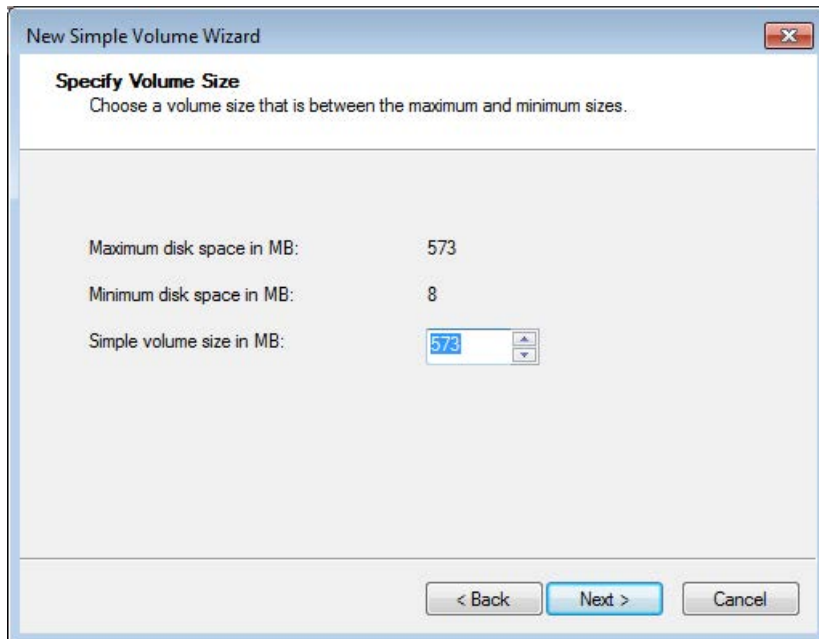 New Simple Volume Wizard
Specify Volume Size
Choose a volume size that is between the maximum and minimum sizes.
Maximum disk space in MB: 573
Minimum disk space in MB: 8
Simple volume size in MB: 573
< Back Next > Cancel